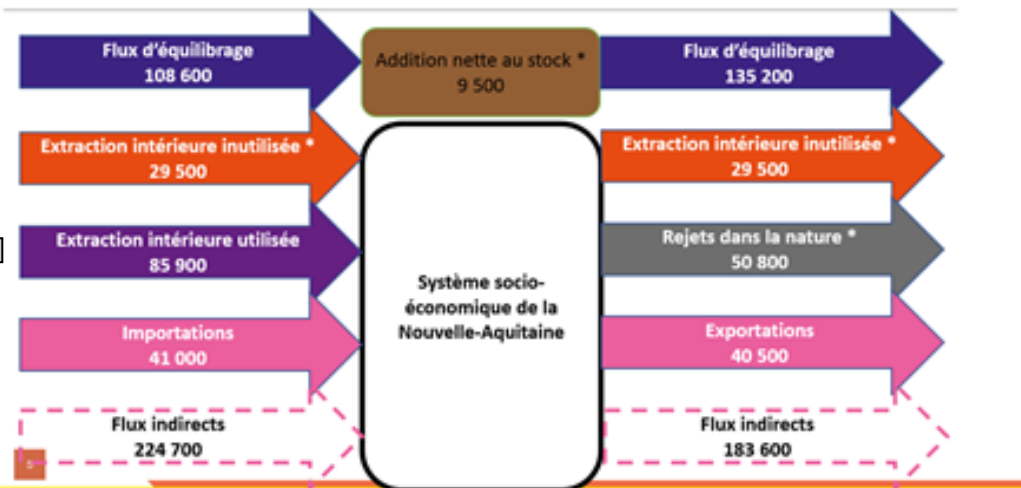 Flux d'équilibrage
108 600
Extraction intérieure inutilisée *
29 500
Extraction intérieure utilisée
85 900
Importations
41 000
Flux indirects
224 700
Addition nette au stock *
9 500
Système socio-
économique de la
Nouvelle-Aquitaine
Flux d'équilibrage
135 200
Extraction intérieure inutilisée *
29 500
Rejets dans la nature *
50 800
Exportations
40 500
Flux indirects
183 600
]